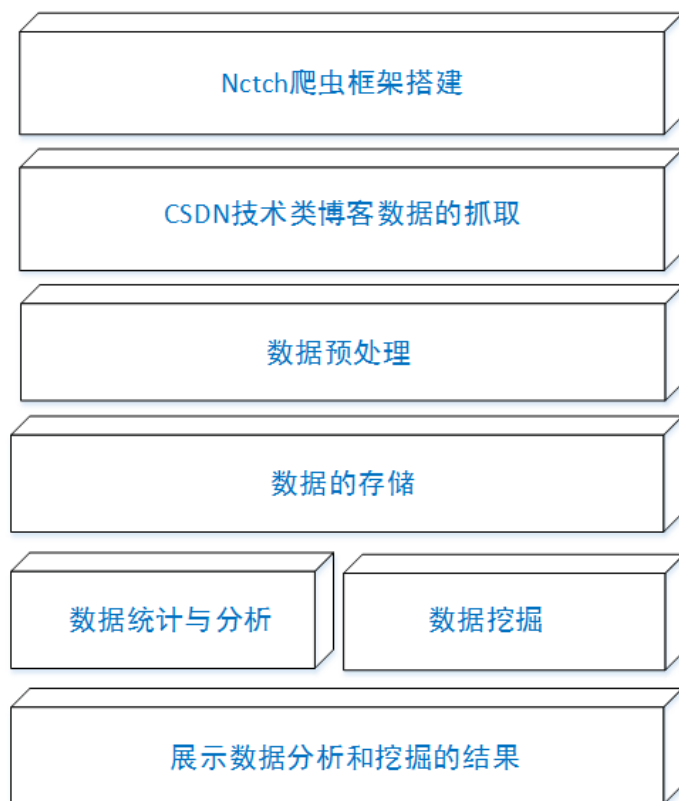 Nctch爬虫框架搭建
CSDN技术类博客数据的抓取
数据预处理
数据的存储
数据统计与分析
数据挖掘
展示数据分析和挖掘的结果